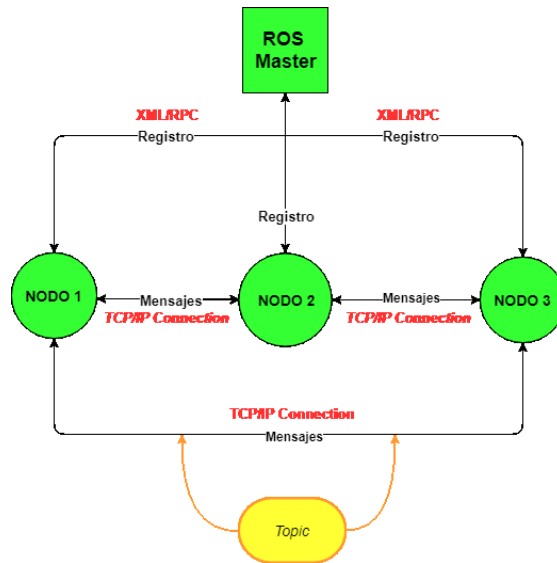 ROS
Master
XML/RPC
XML/RPC
Registro
Registro
Registro
NODO 1
Mensajes
NODO 2
Mensajes
NODO 3
TCP/IP Connection
TCP/IP Connection
TCP/IP Connection
Mensajes
Topic